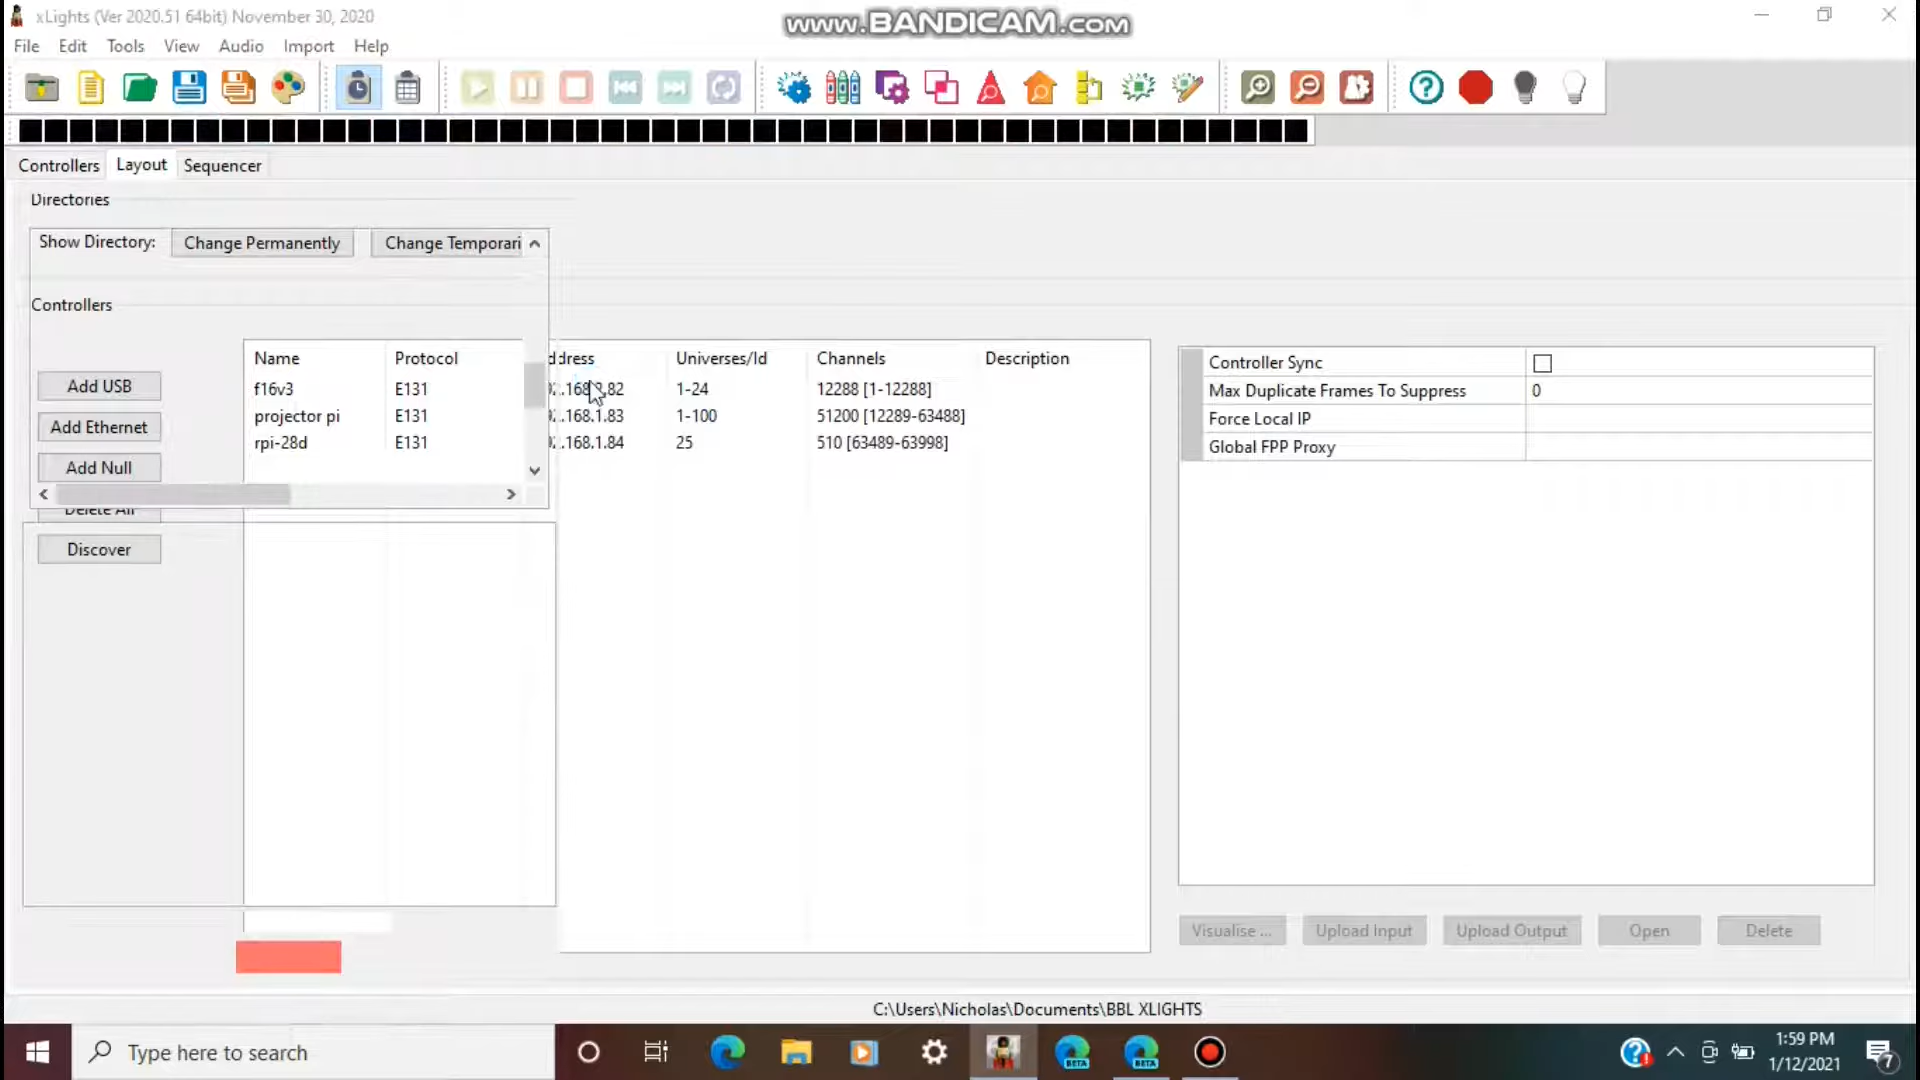 xLights (Ver 2020.51 64bit) November 30, 2020
www.BANDICAM.com
File Edit Tools View Audio Import Help
Controllers Layout Sequencer
Directories
Show Directory: Change Permanently Change Temporari
Controllers
Name Protocol ddress Universes/Id Channels Description
f16v3 E131 .168. .82 1-24 12288 [1-12288]
projector pi E131 .168.1.83 1-100 51200 [12289-63488]
rpi-28d E131 .168.1.84 25 510 [63489-63998]
Add USB
Add Ethernet
Add Null
Delete All
Discover
Controller Sync
Max Duplicate Frames To Suppress 0
Force Local IP
Global FPP Proxy
Visualise ... Upload Input Upload Output Open Delete
C:\Users\Nicholas\Documents\BBL XLIGHTS
Type here to search
BETA BETA
1:59 PM
1/12/2021
7